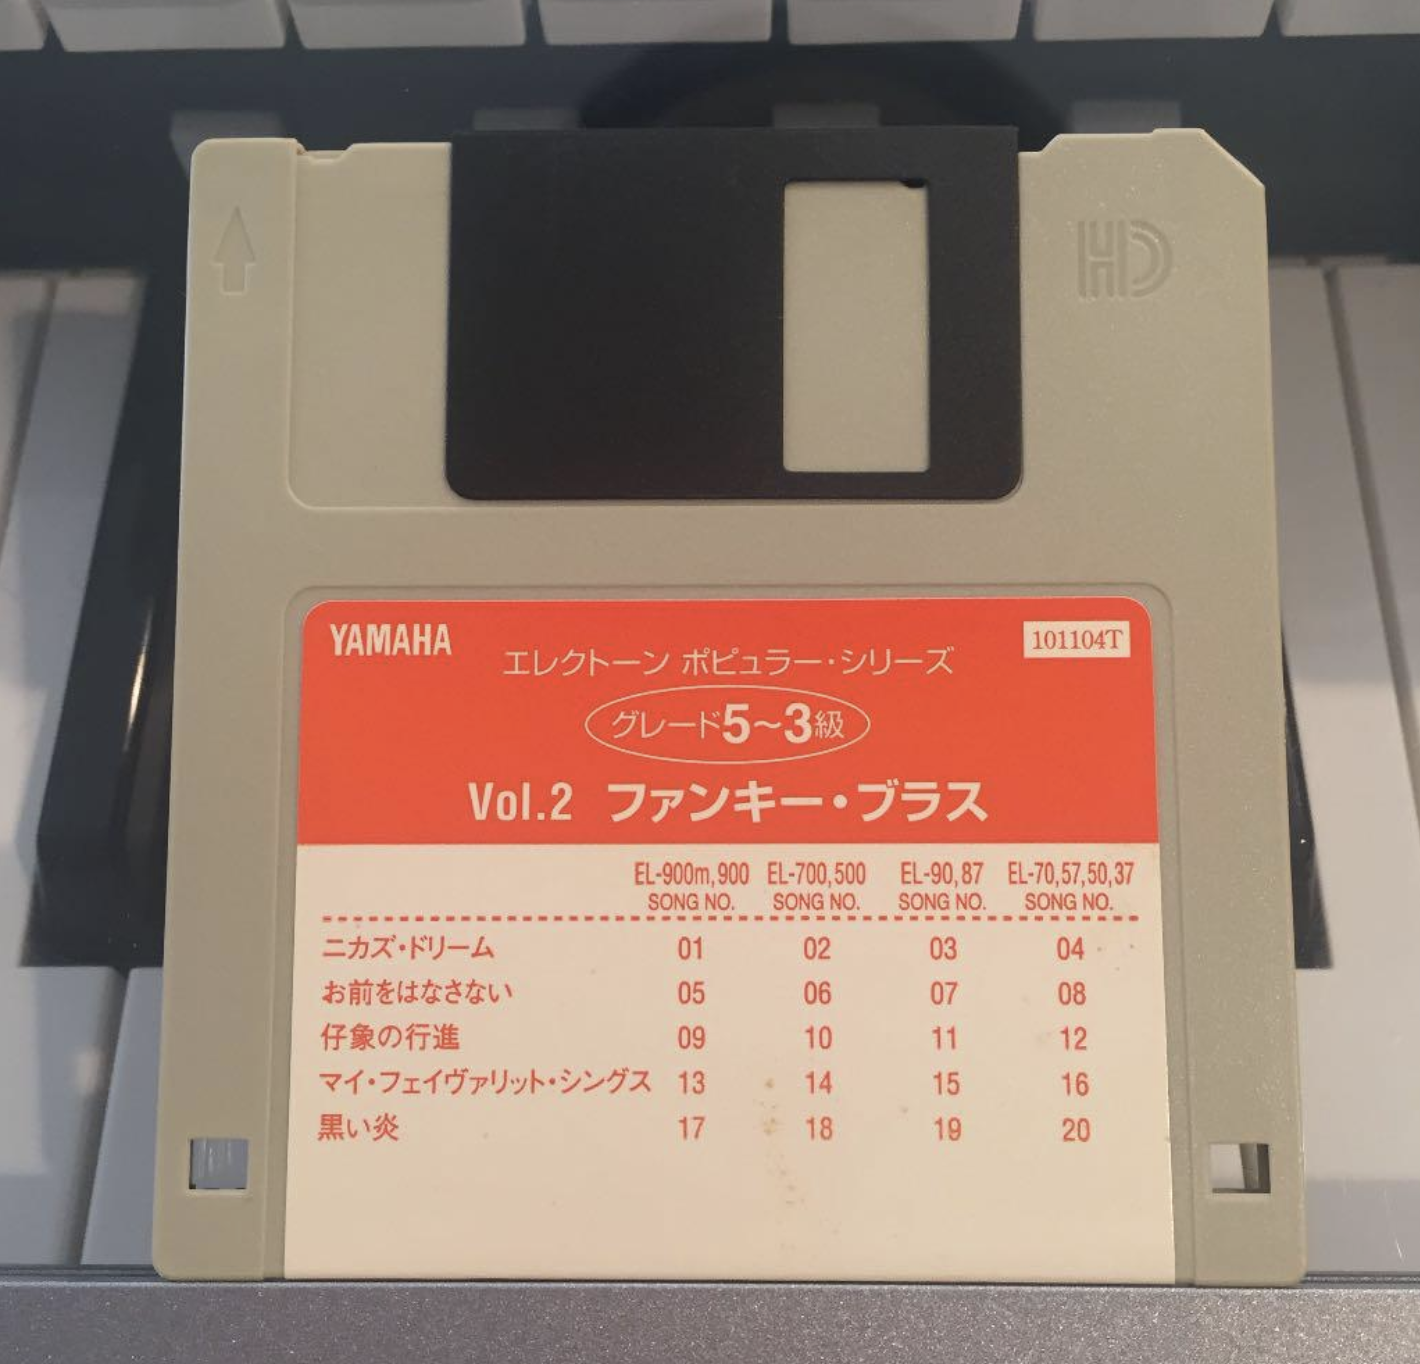 HD
YAMAHA
101104T
エレクトーン ポピュラー・シリーズ
グレード5～3級
Vol.2 ファンキー・ブラス
EL-900m,900 EL-700,500 EL-90,87 EL-70,57,50,37
SONG NO. SONG NO. SONG NO. SONG NO.
ニカズ・ドリーム 01 02 03 04
お前をはなさない 05 06 07 08
仔象の行進 09 10 11 12
マイ・フェイヴァリット・シングス 13 14 15 16
黒い炎 17 18 19 20